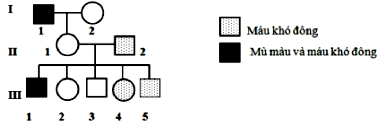 I
1 2
Máu khó đông
II
1 2
Mù màu và máu khó đông
III
1 2 3 4 5